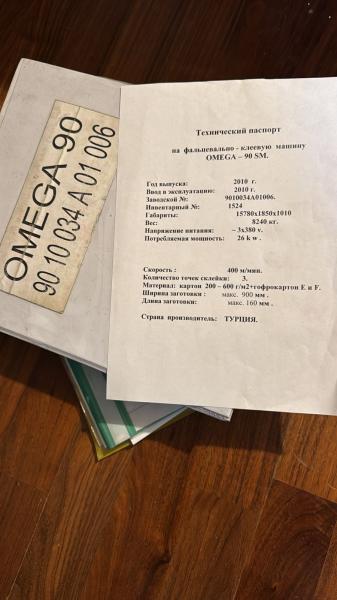 OMEGA 90
90 10 034 A 01 006
Технический паспорт
на фальцевально - клеевую машину
OMEGA – 90 SM.
Год выпуска: 2010 г.
Ввод в эксплуатацию: 2010 г.
Заводской №: 9010034A01006.
Инвентарный №: 1524
Габариты: 15780х1850х1010
Вес: 8240 кг.
Напряжение питания: ~ 3х380 v.
Потребляемая мощность: 26 k w .
Скорость : 400 м/мин.
Количество точек склейки: 3.
Материал: картон 200 – 600 г/м2+гофрокартон Е и F.
Ширина заготовки : макс. 900 мм .
Длина заготовки: макс. 160 мм .
Страна производитель: ТУРЦИЯ.